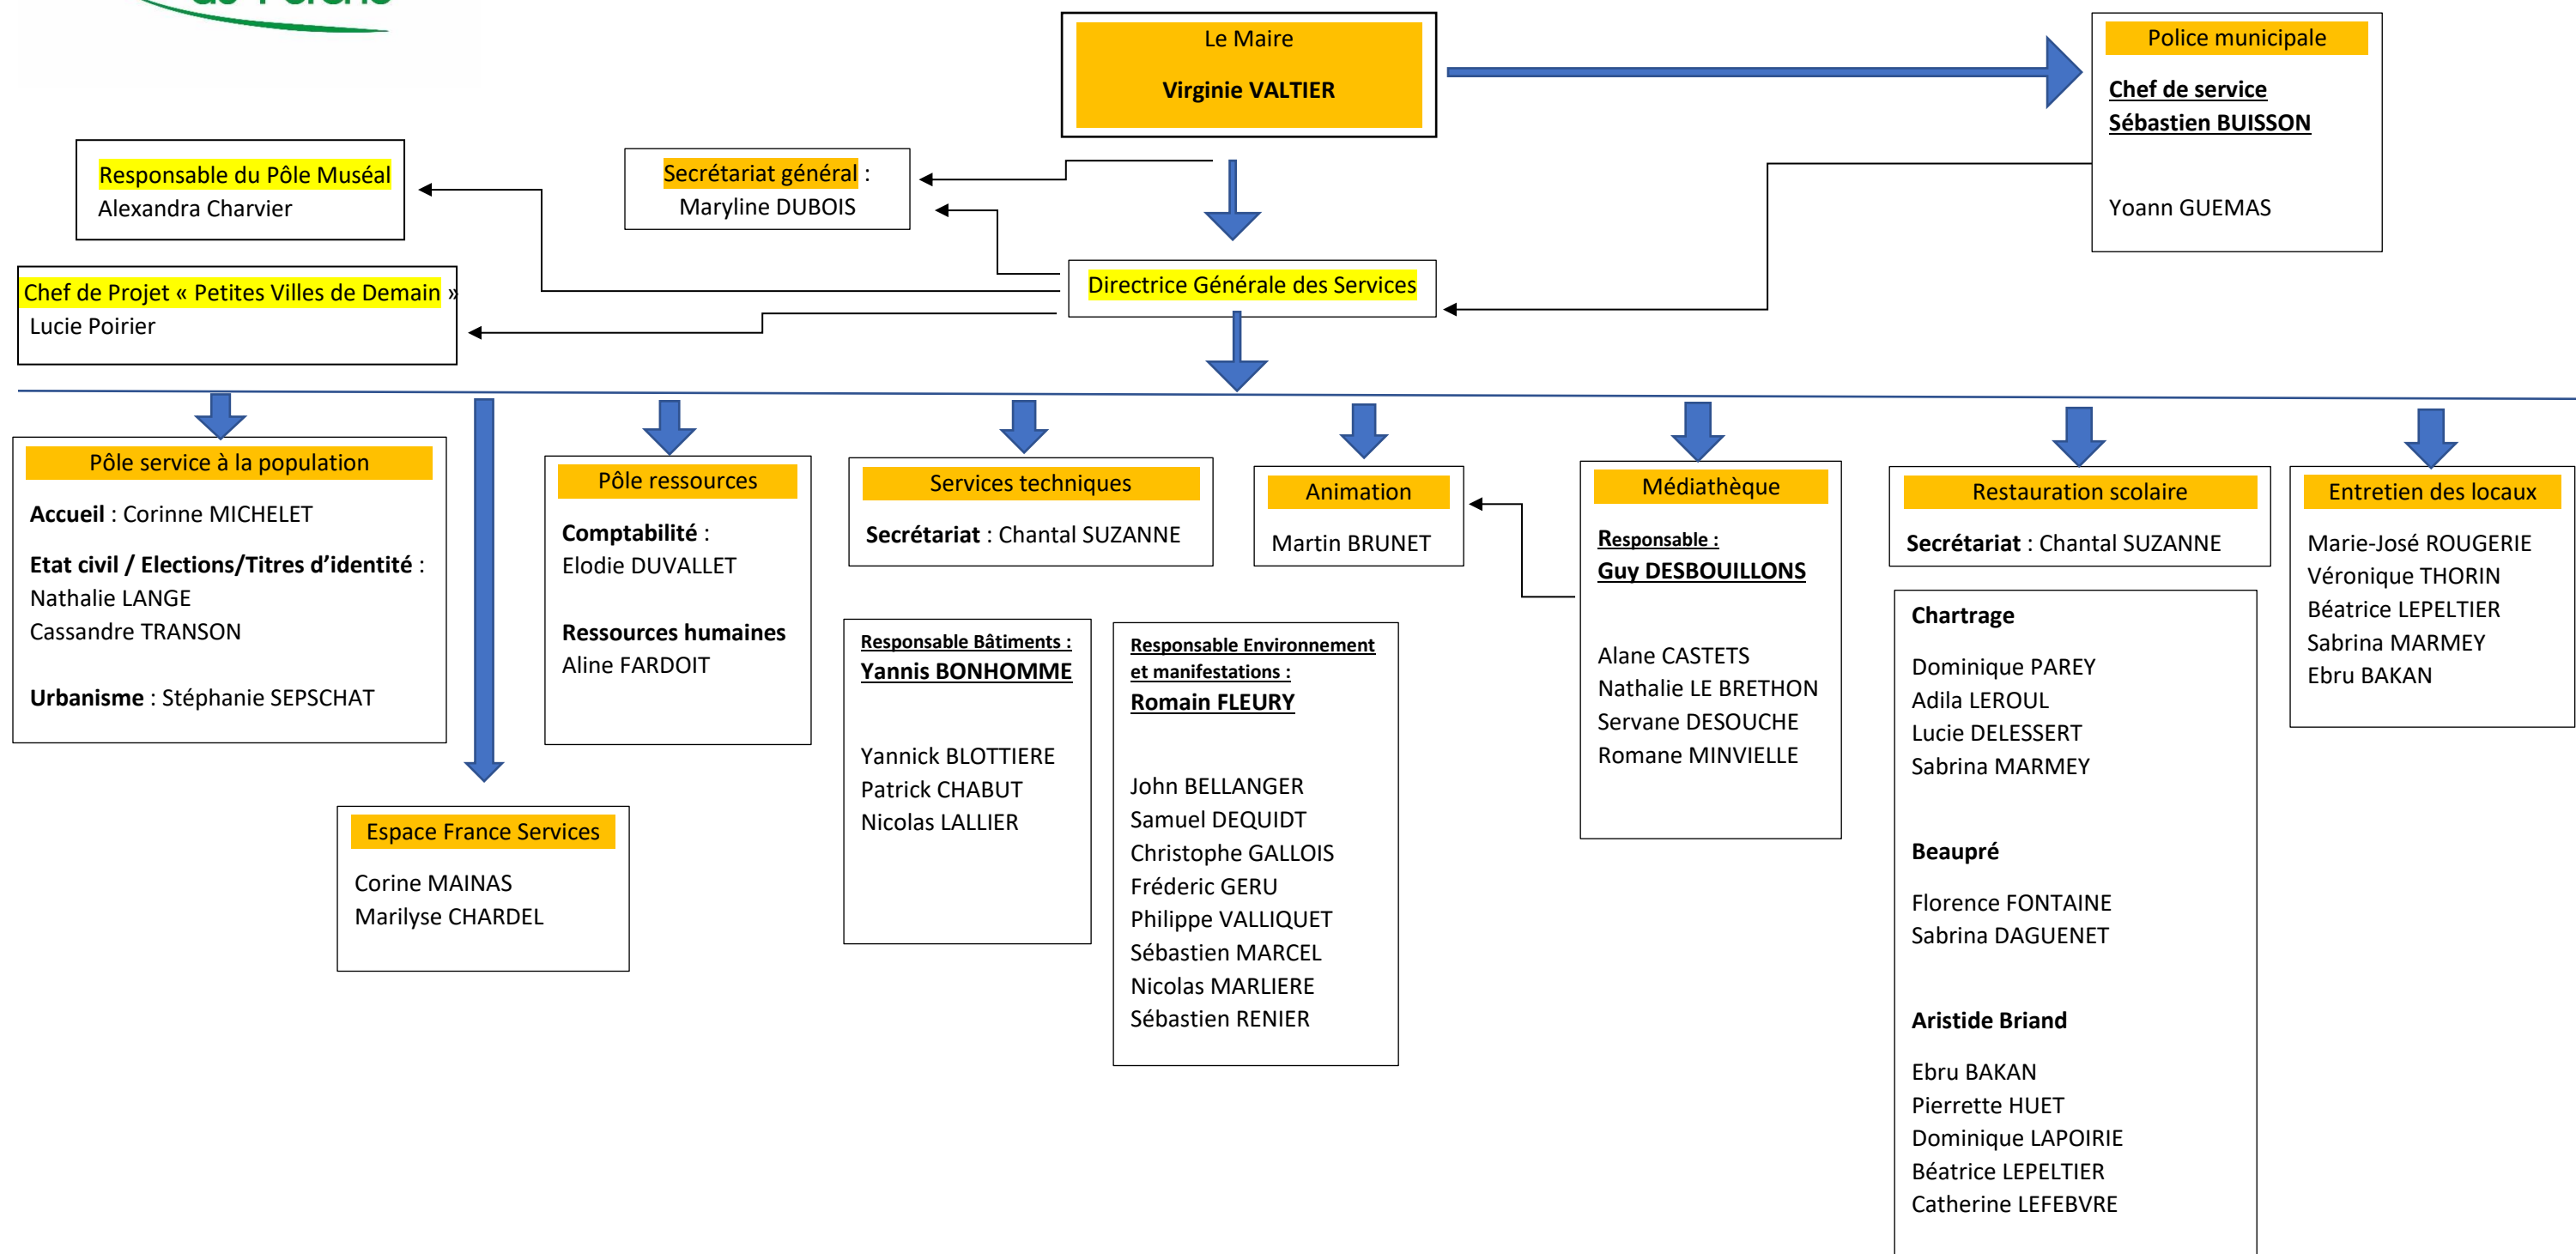 Le Maire
Virginie VALTIER
Police municipale
Chef de service
Sébastien BUISSON
Yoann GUEMAS
Responsable du Pôle Muséal
Alexandra Charvier
Secrétariat général :
Maryline DUBOIS
Chef de Projet « Petites Villes de Demain »
Lucie Poirier
Directrice Générale des Services
Pôle service à la population
Accueil : Corinne MICHELET
Etat civil / Elections/Titres d’identité :
Nathalie LANGE
Cassandre TRANSON
Urbanisme : Stéphanie SEPSCHAT
Espace France Services
Corine MAINAS
Marilyse CHARDEL
Pôle ressources
Comptabilité :
Elodie DUVALLET
Ressources humaines
Aline FARDOIT
Services techniques
Secrétariat : Chantal SUZANNE
Responsable Bâtiments :
Yannis BONHOMME
Yannick BLOTTIERE
Patrick CHABUT
Nicolas LALLIER
Responsable Environnement
et manifestations :
Romain FLEURY
John BELLANGER
Samuel DEQUIDT
Christophe GALLOIS
Fréderic GERU
Philippe VALLIQUET
Sébastien MARCEL
Nicolas MARLIERE
Sébastien RENIER
Animation
Martin BRUNET
Médiathèque
Responsable :
Guy DESBOUILLONS
Alane CASTETS
Nathalie LE BRETHON
Servane DESOUCHE
Romane MINVIELLE
Restauration scolaire
Secrétariat : Chantal SUZANNE
Chartrage
Dominique PAREY
Adila LEROUL
Lucie DELESSERT
Sabrina MARMEY
Beaupré
Florence FONTAINE
Sabrina DAGUENET
Aristide Briand
Ebru BAKAN
Pierrette HUET
Dominique LAPOIRIE
Béatrice LEPELTIER
Catherine LEFEBVRE
Entretien des locaux
Marie-José ROUGERIE
Véronique THORIN
Béatrice LEPELTIER
Sabrina MARMEY
Ebru BAKAN